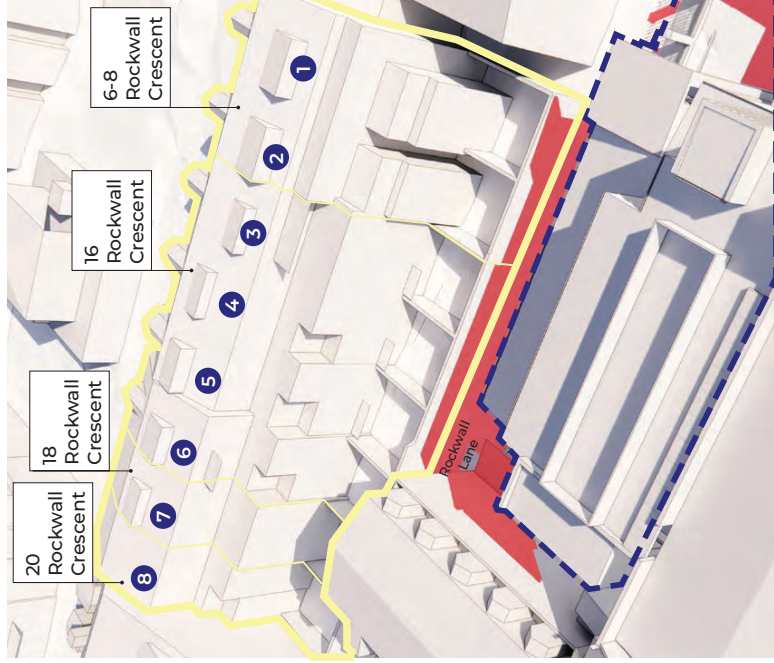 6-8
Rockwall
Crescent
16
Rockwall
Crescent
18
Rockwall
Crescent
20
Rockwall
Crescent
1
2
3
4
5
6
7
8
Rockwall
Lane